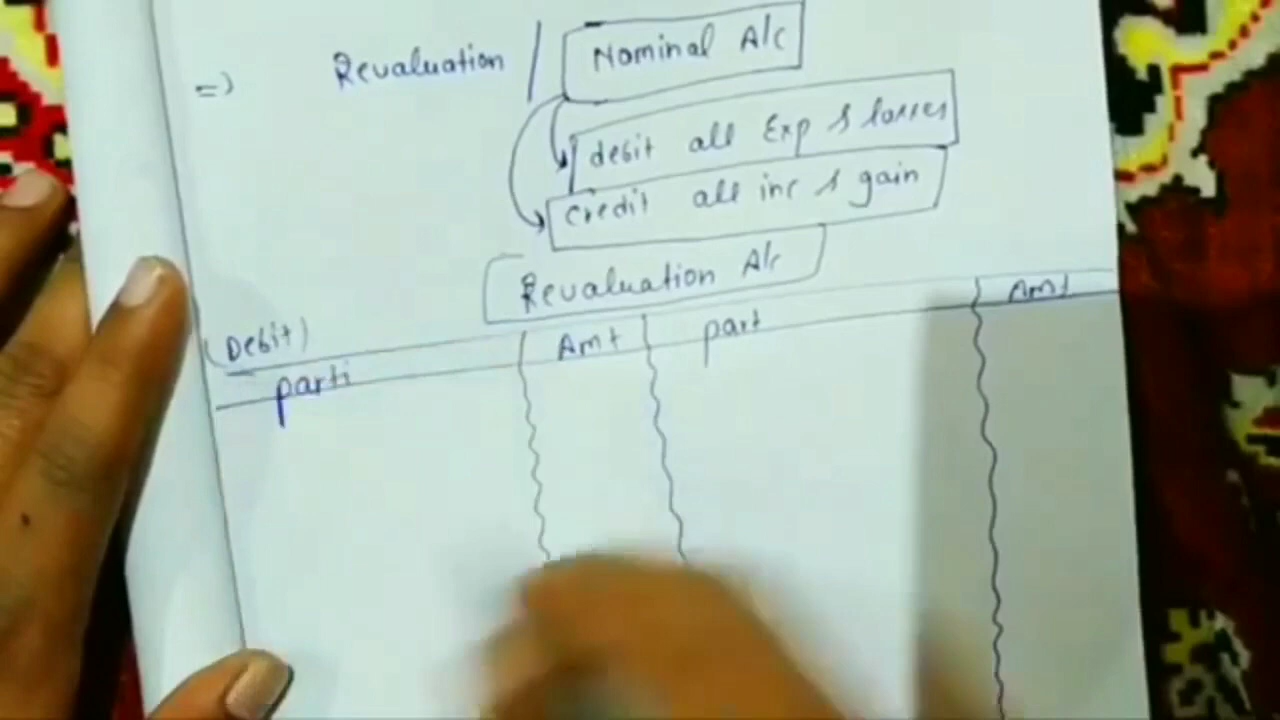 =) Revaluation / Nominal A/c
debit all Exp & losses
credit all inc & gain
Revaluation A/c
(Debit)
parti Amt part Amt